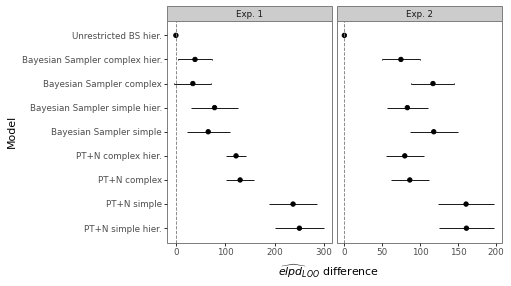 Exp. 1
Exp. 2
Unrestricted BS hier.
Bayesian Sampler complex hier.
Bayesian Sampler complex
Bayesian Sampler simple hier.
Bayesian Sampler simple
PT+N complex hier.
PT+N complex
PT+N simple
PT+N simple hier.
Model
0 100 200 300
0 50 100 150 200
elpd_LOO difference